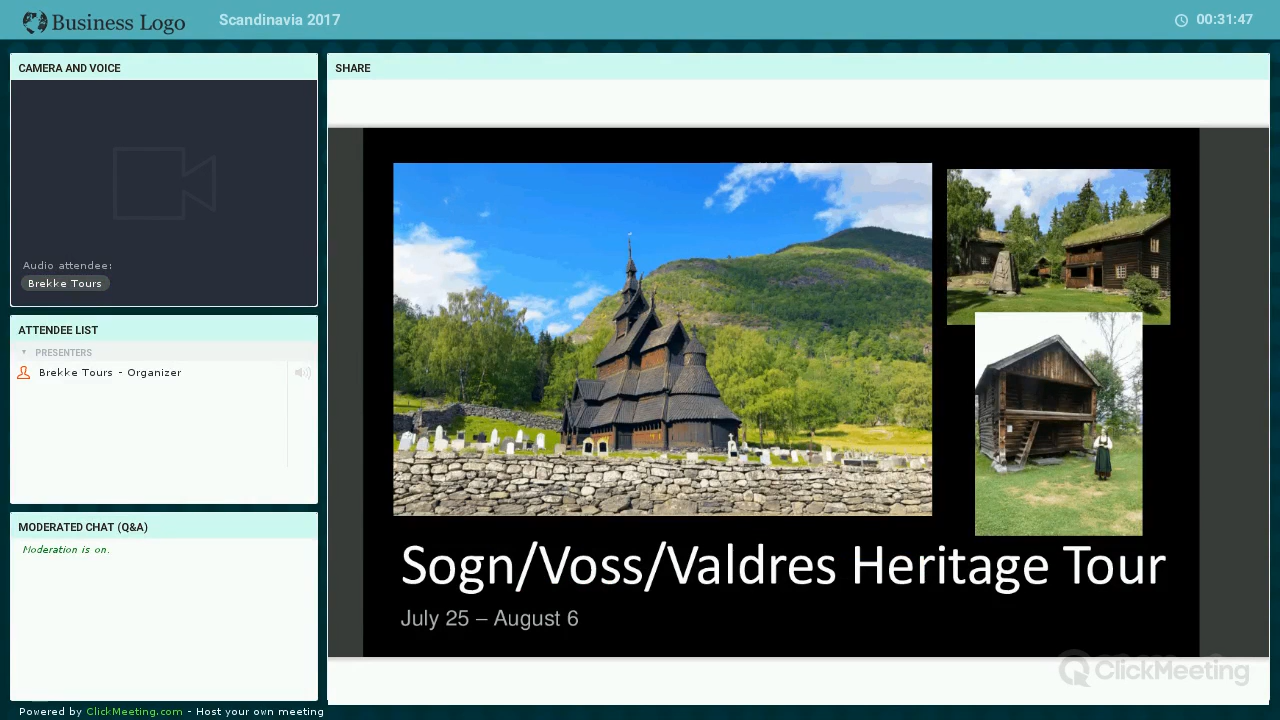 Business Logo
Scandinavia 2017
00:31:47
CAMERA AND VOICE
Audio attendee:
Brekke Tours
ATTENDEE LIST
PRESENTERS
Brekke Tours - Organizer
MODERATED CHAT (Q&A)
Moderation is on.
SHARE
Sogn/Voss/Valdres Heritage Tour
July 25 – August 6
ClickMeeting
Powered by ClickMeeting.com - Host your own meeting